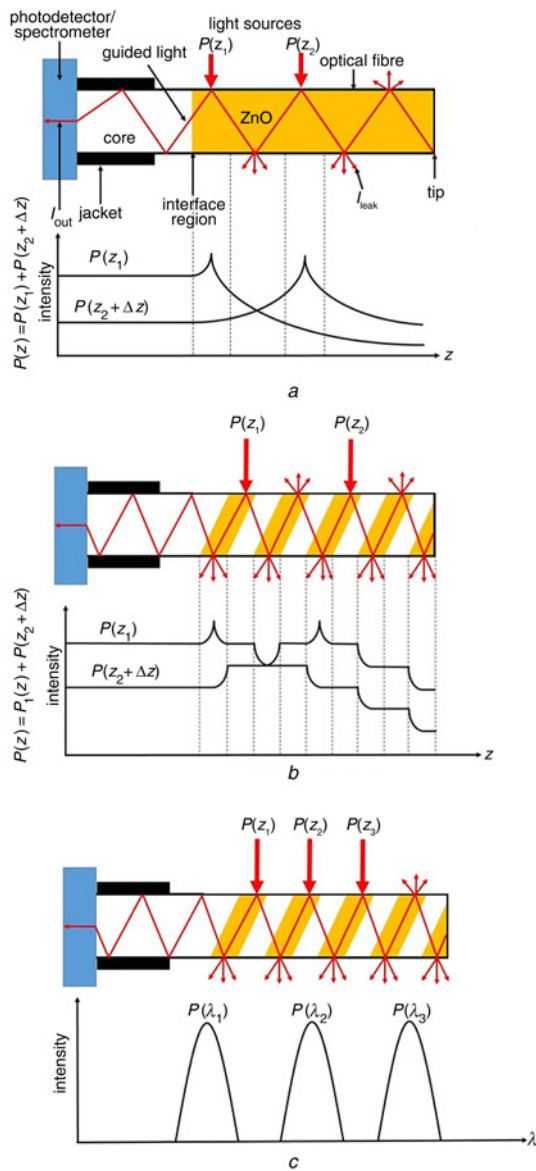 photodetector/
spectrometer
light sources
P(z1)
P(z2)
guided light
optical fibre
ZnO
core
Iout
jacket
interface
region
Ileak
tip
P(z) = P(z1) + P(z2 + Δz)
intensity
P(z1)
P(z2 + Δz)
z
a
P(z1)
P(z2)
P(z) = P1(z) + P(z2 + Δz)
intensity
P(z1)
P(z2 + Δz)
z
b
P(z1)
P(z2)
P(z3)
intensity
P(λ1)
P(λ2)
P(λ3)
λ
c